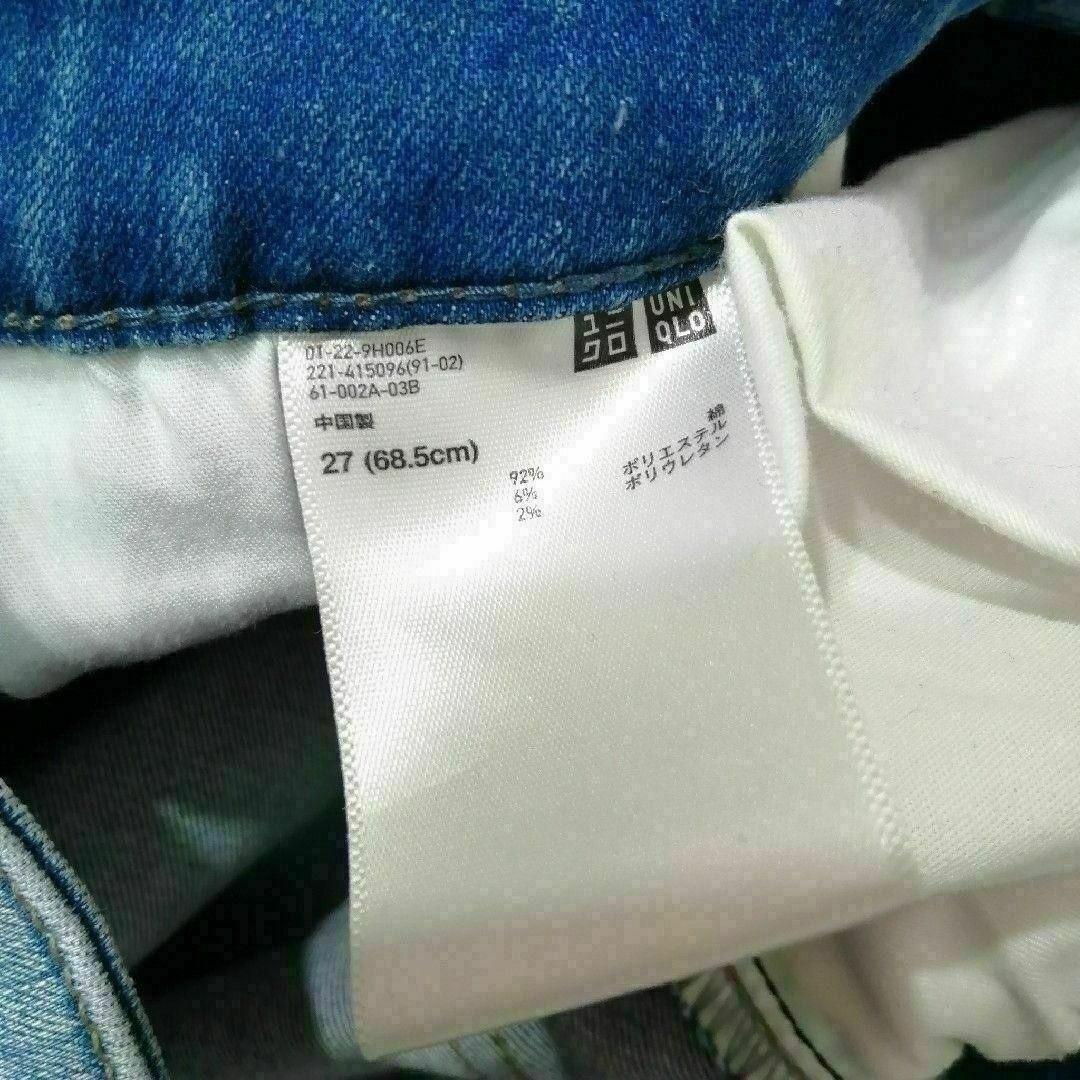 ユニ
クロ
UNI
QLO
01-22-9H006E
221-415096(91-02)
61-002A-03B
中国製
27 (68.5cm)
綿 92%
ポリエステル 6%
ポリウレタン 2%